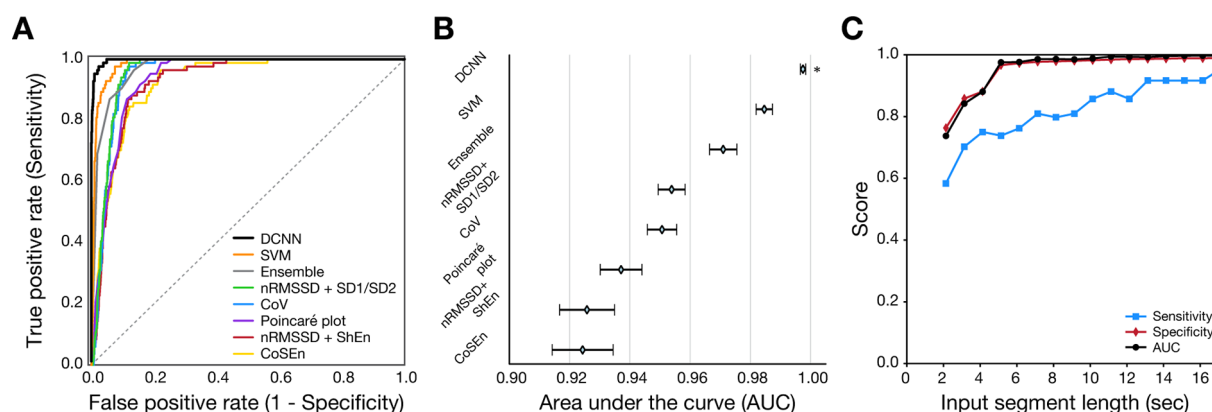 A
True positive rate (Sensitivity)
1.0
0.8
0.6
0.4
0.2
0.0
DCNN
SVM
Ensemble
nRMSSD + SD1/SD2
CoV
Poincaré plot
nRMSSD + ShEn
CoSEn
0.0
0.2
0.4
0.6
0.8
1.0
False positive rate (1 - Specificity)
B
DCNN
*
SVM
Ensemble
nRMSSD+
SD1/SD2
CoV
Poincaré
plot
nRMSSD+
ShEn
CoSEn
0.90
0.92
0.94
0.96
0.98
1.00
Area under the curve (AUC)
C
Score
1.0
0.8
0.6
0.4
0.2
0.0
Sensitivity
Specificity
AUC
0
2
4
6
8
10
12
14
16
Input segment length (sec)